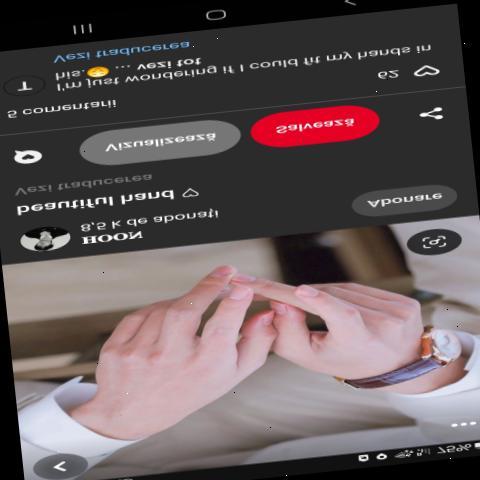 75%
HOON
8,5 k de abonați
Abonare
beautiful hand ♡
Vezi traducerea
Vizualizează
Salvează
5 comentarii
T
I'm just wondering if I could fit my hands in
his.😳 ... Vezi tot
62
Vezi traducerea